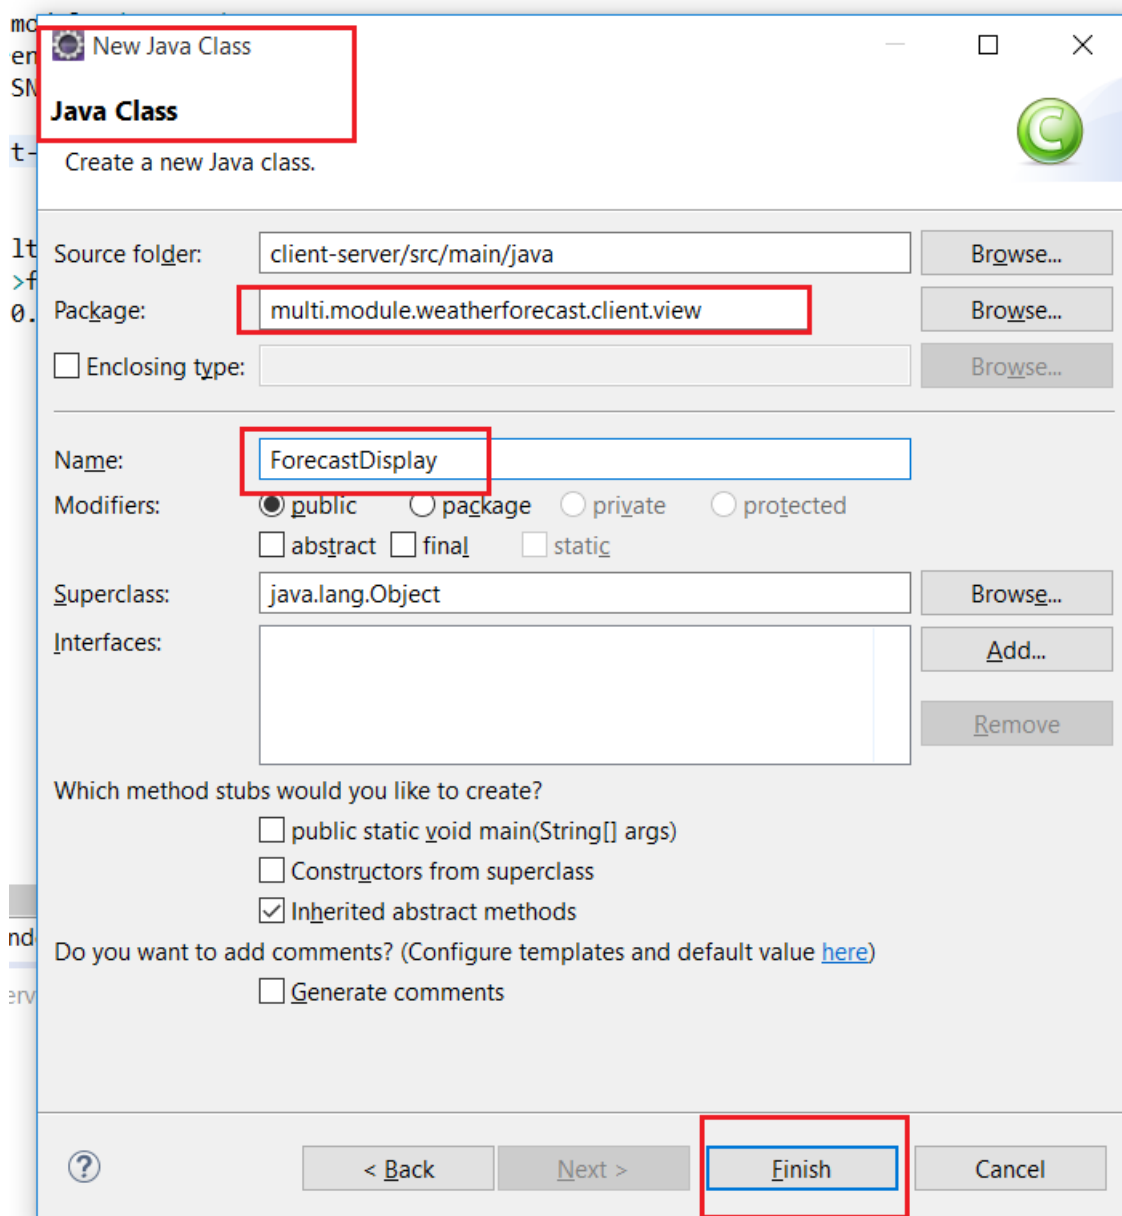 New Java Class
Java Class
Create a new Java class.
Source folder: client-server/src/main/java Browse...
Package: multi.module.weatherforecast.client.view Browse...
Enclosing type: Browse...
Name: ForecastDisplay
Modifiers: public package private protected
abstract final static
Superclass: java.lang.Object Browse...
Interfaces: Add...
Remove
Which method stubs would you like to create?
public static void main(String[] args)
Constructors from superclass
Inherited abstract methods
Do you want to add comments? (Configure templates and default value here)
Generate comments
? < Back Next > Finish Cancel